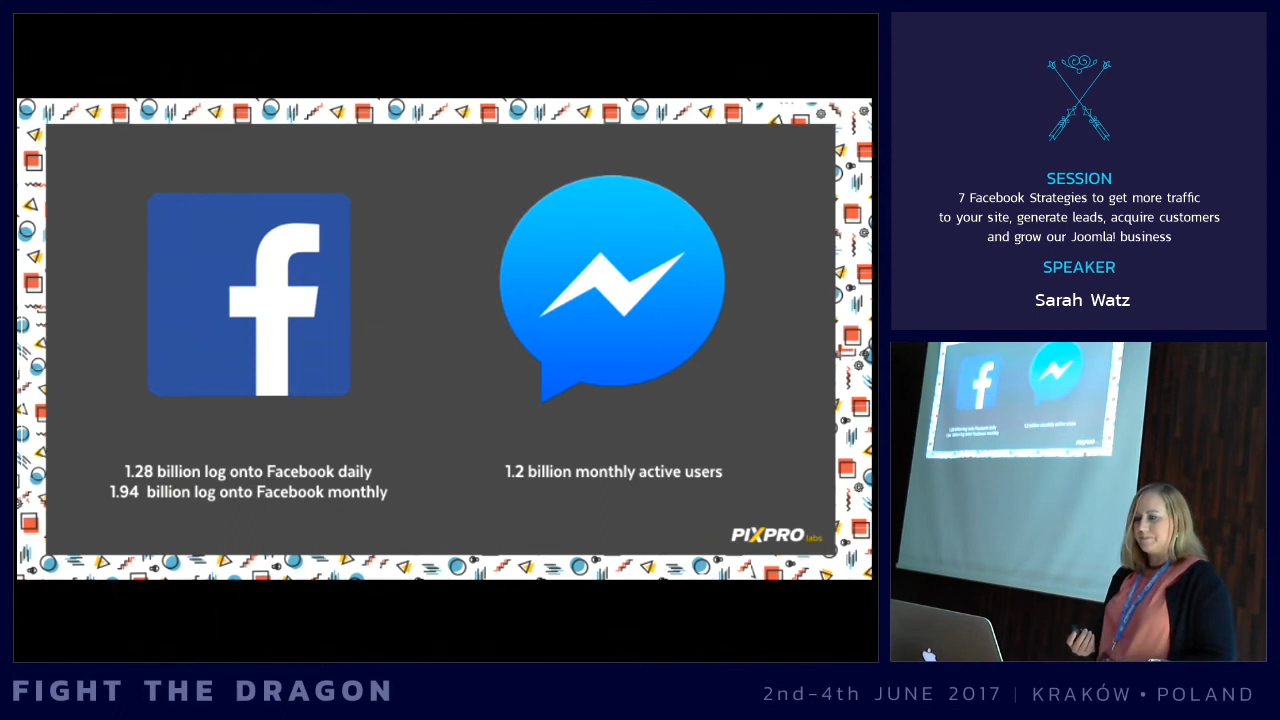 1.28 billion log onto Facebook daily
1.94 billion log onto Facebook monthly
1.2 billion monthly active users
PIXPRO labs
SESSION
7 Facebook Strategies to get more traffic
to your site, generate leads, acquire customers
and grow our Joomla! business
SPEAKER
Sarah Watz
FIGHT THE DRAGON
2nd-4th JUNE 2017 | KRAKÓW • POLAND